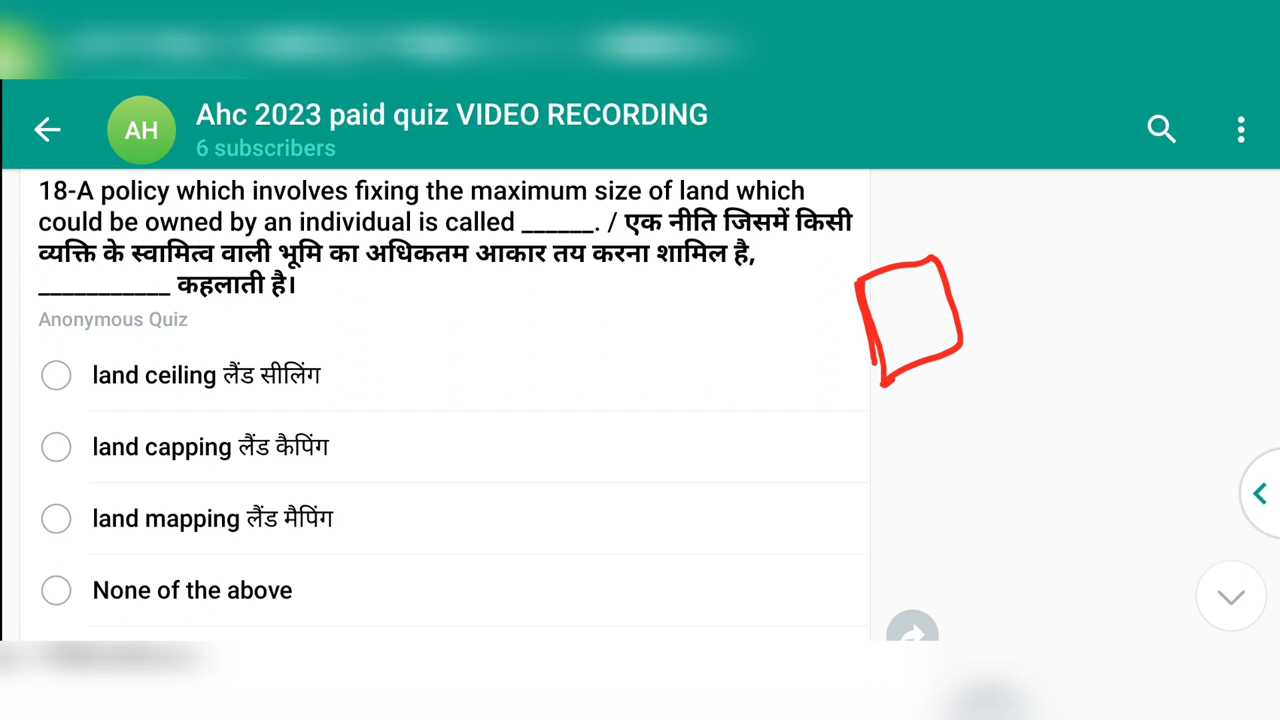 Ahc 2023 paid quiz VIDEO RECORDING
AH
6 subscribers
18-A policy which involves fixing the maximum size of land which
could be owned by an individual is called ______. / एक नीति जिसमें किसी
व्यक्ति के स्वामित्व वाली भूमि का अधिकतम आकार तय करना शामिल है,
___________ कहलाती है।
Anonymous Quiz
land ceiling लैंड सीलिंग
land capping लैंड कैपिंग
land mapping लैंड मैपिंग
None of the above